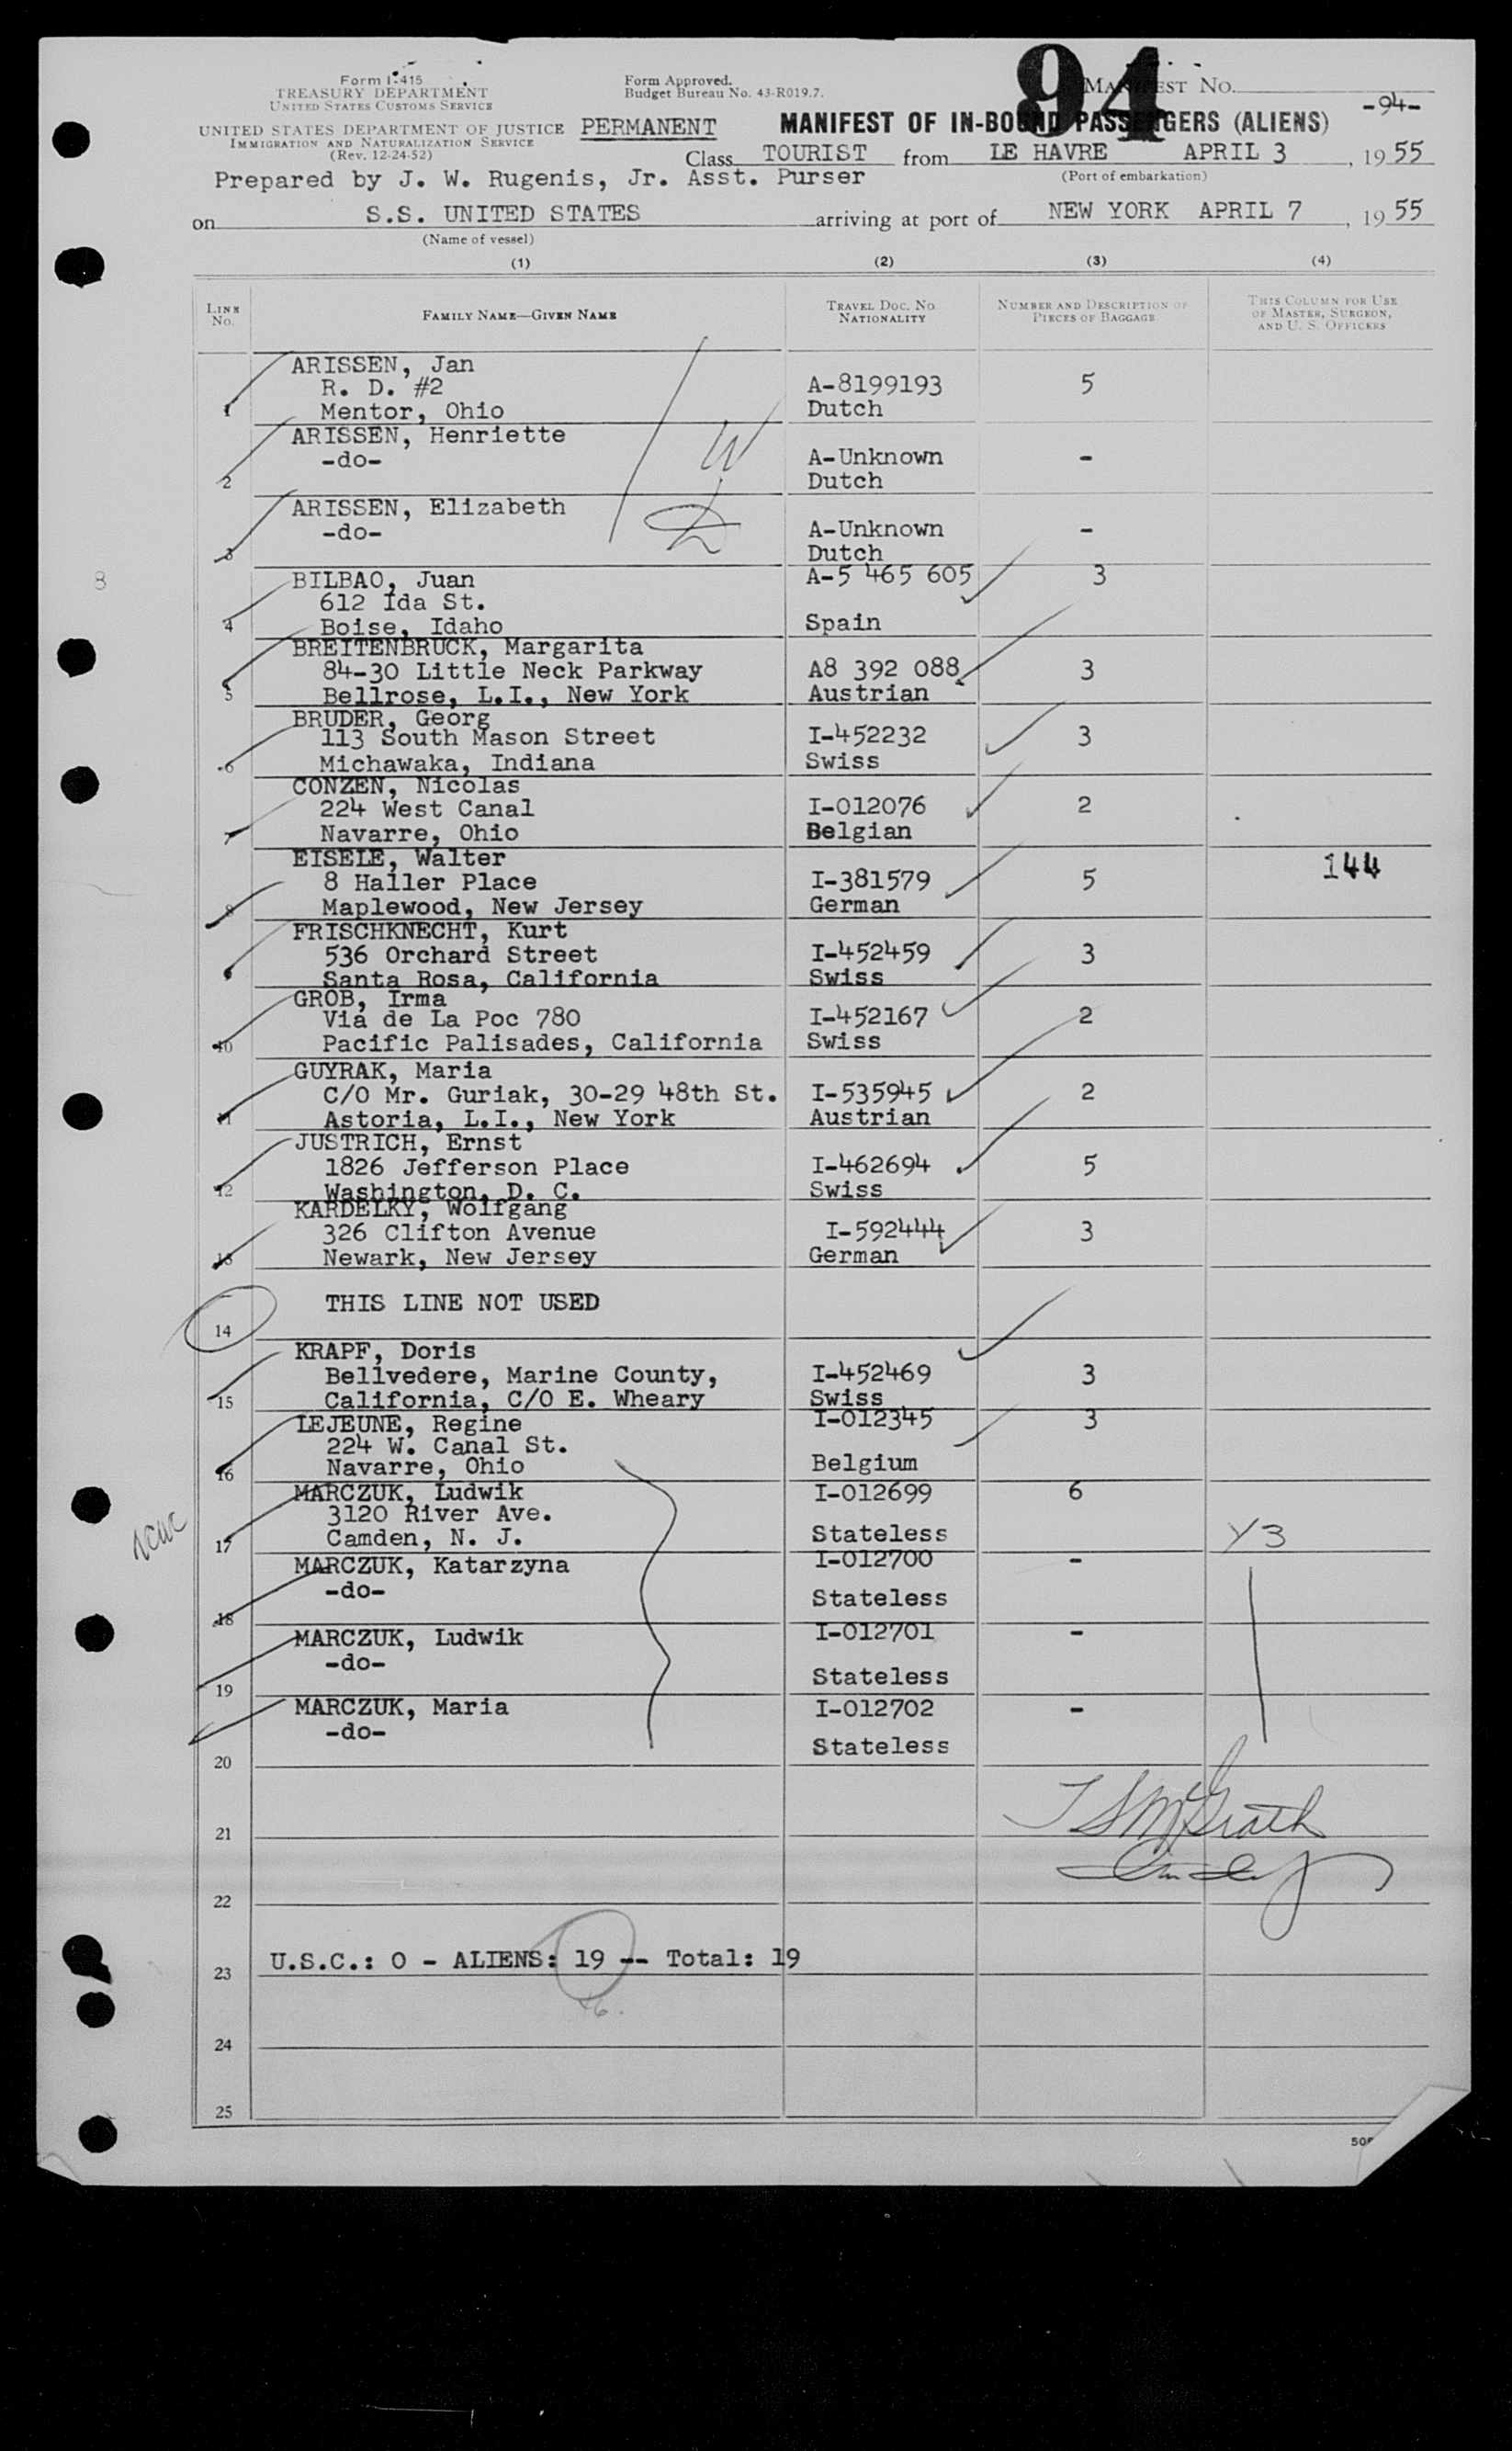 94
Form I-415
TREASURY DEPARTMENT
UNITED STATES CUSTOMS SERVICE
Form Approved.
Budget Bureau No. 43-R019.7.
MANIFEST NO.
-94-
UNITED STATES DEPARTMENT OF JUSTICE
IMMIGRATION AND NATURALIZATION SERVICE
(Rev. 12-24-52)
PERMANENT
MANIFEST OF IN-BOUND PASSENGERS (ALIENS)
Class TOURIST from LE HAVRE APRIL 3, 1955
(Port of embarkation)
Prepared by J. W. Rugenis, Jr. Asst. Purser
on S.S. UNITED STATES arriving at port of NEW YORK APRIL 7, 1955
(Name of vessel)
(1) (2) (3) (4)
LINE No. FAMILY NAME—GIVEN NAME TRAVEL DOC. NO. NATIONALITY NUMBER AND DESCRIPTION OF PIECES OF BAGGAGE THIS COLUMN FOR USE OF MASTER, SURGEON, AND U. S. OFFICERS
ARISSEN, Jan
R. D. #2 A-8199193 5
1 Mentor, Ohio Dutch
ARISSEN, Henriette
-do- A-Unknown -
2 Dutch
W
ARISSEN, Elizabeth
-do- A-Unknown -
3 Dutch
8
BILBAO, Juan A-5 465 605 3
612 Ida St.
4 Boise, Idaho Spain
BREITENBRUCK, Margarita
84-30 Little Neck Parkway A8 392 088 3
5 Bellrose, L.I., New York Austrian
BRUDER, Georg
113 South Mason Street I-452232 3
6 Michawaka, Indiana Swiss
CONZEN, Nicolas
224 West Canal I-012076 2
7 Navarre, Ohio Belgian
EISELE, Walter 144
8 Haller Place I-381579 5
8 Maplewood, New Jersey German
FRISCHKNECHT, Kurt
536 Orchard Street I-452459 3
9 Santa Rosa, California Swiss
GROB, Irma
Via de La Poc 780 I-452167 2
10 Pacific Palisades, California Swiss
GUYRAK, Maria
C/O Mr. Guriak, 30-29 48th St. I-535945 2
11 Astoria, L.I., New York Austrian
JUSTRICH, Ernst
1826 Jefferson Place I-462694 5
12 Washington, D. C. Swiss
KARDELKY, Wolfgang
326 Clifton Avenue I-592444 3
13 Newark, New Jersey German
THIS LINE NOT USED
14
KRAPF, Doris
Bellvedere, Marine County, I-452469 3
15 California, C/O E. Wheary Swiss
LEJEUNE, Regine I-012345 3
224 W. Canal St.
16 Navarre, Ohio Belgium
MARCZUK, Ludwik I-012699 6
3120 River Ave.
17 Camden, N. J. Stateless Y3
MARCZUK, Katarzyna I-012700 -
-do-
18 Stateless
MARCZUK, Ludwik I-012701 -
-do-
19 Stateless
MARCZUK, Maria I-012702 -
-do-
20 Stateless
T S McGrath
21
22
23 U.S.C.: 0 - ALIENS: 19 -- Total: 19
24
25